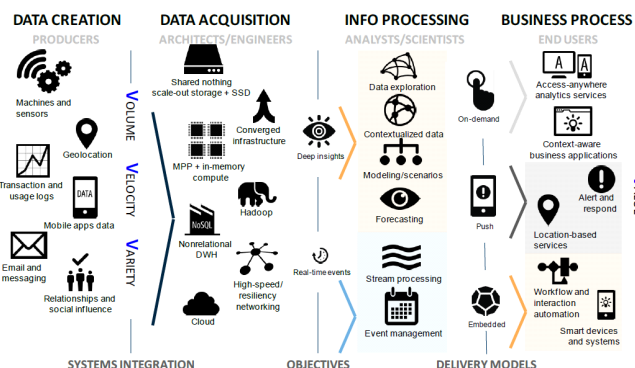 DATA CREATION
PRODUCERS
Machines and
sensors
Geolocation
Transaction and
usage logs
DATA
Mobile apps data
Email and
messaging
Relationships and
social influence
VOLUME
VELOCITY
VARIETY
SYSTEMS INTEGRATION
DATA ACQUISITION
ARCHITECTS/ENGINEERS
Shared nothing
scale-out storage + SSD
Converged
infrastructure
MPP + in-memory
compute
Hadoop
NoSQL
Nonrelational
DWH
High-speed/
resiliency
networking
Cloud
Deep insights
Real-time events
OBJECTIVES
INFO PROCESSING
ANALYSTS/SCIENTISTS
Data exploration
Contextualized data
Modeling/scenarios
Forecasting
Stream processing
Event management
On-demand
Push
Embedded
DELIVERY MODELS
BUSINESS PROCESS
END USERS
A
A
Access-anywhere
analytics services
Context-aware
business applications
Alert and
respond
Location-based
services
Workflow and
interaction
automation
Smart devices
and systems